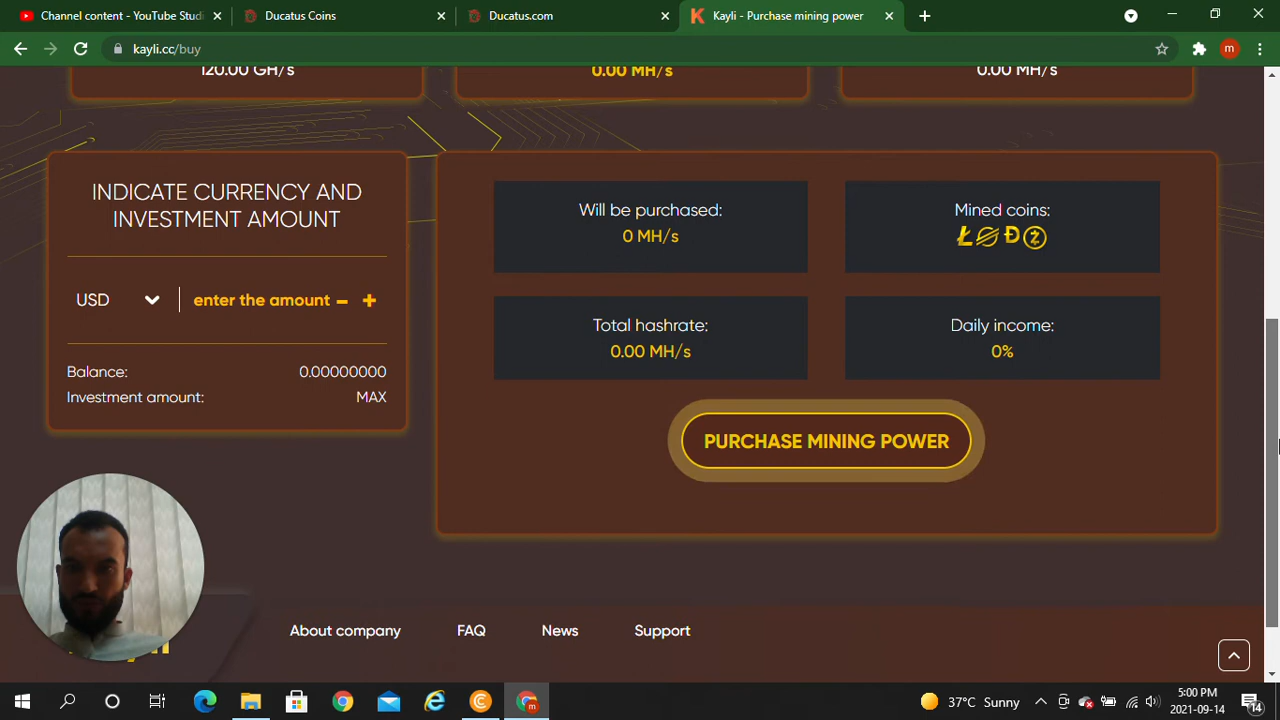 Channel content - YouTube Studi
Ducatus Coins
Ducatus.com
Kayli - Purchase mining power
kayli.cc/buy
m
120.00 GH/s
0.00 MH/s
0.00 MH/s
INDICATE CURRENCY AND
INVESTMENT AMOUNT
USD
enter the amount
Balance: 0.00000000
Investment amount: MAX
Will be purchased:
0 MH/s
Mined coins:
Total hashrate:
0.00 MH/s
Daily income:
0%
PURCHASE MINING POWER
About company
FAQ
News
Support
37°C Sunny
5:00 PM
2021-09-14
14